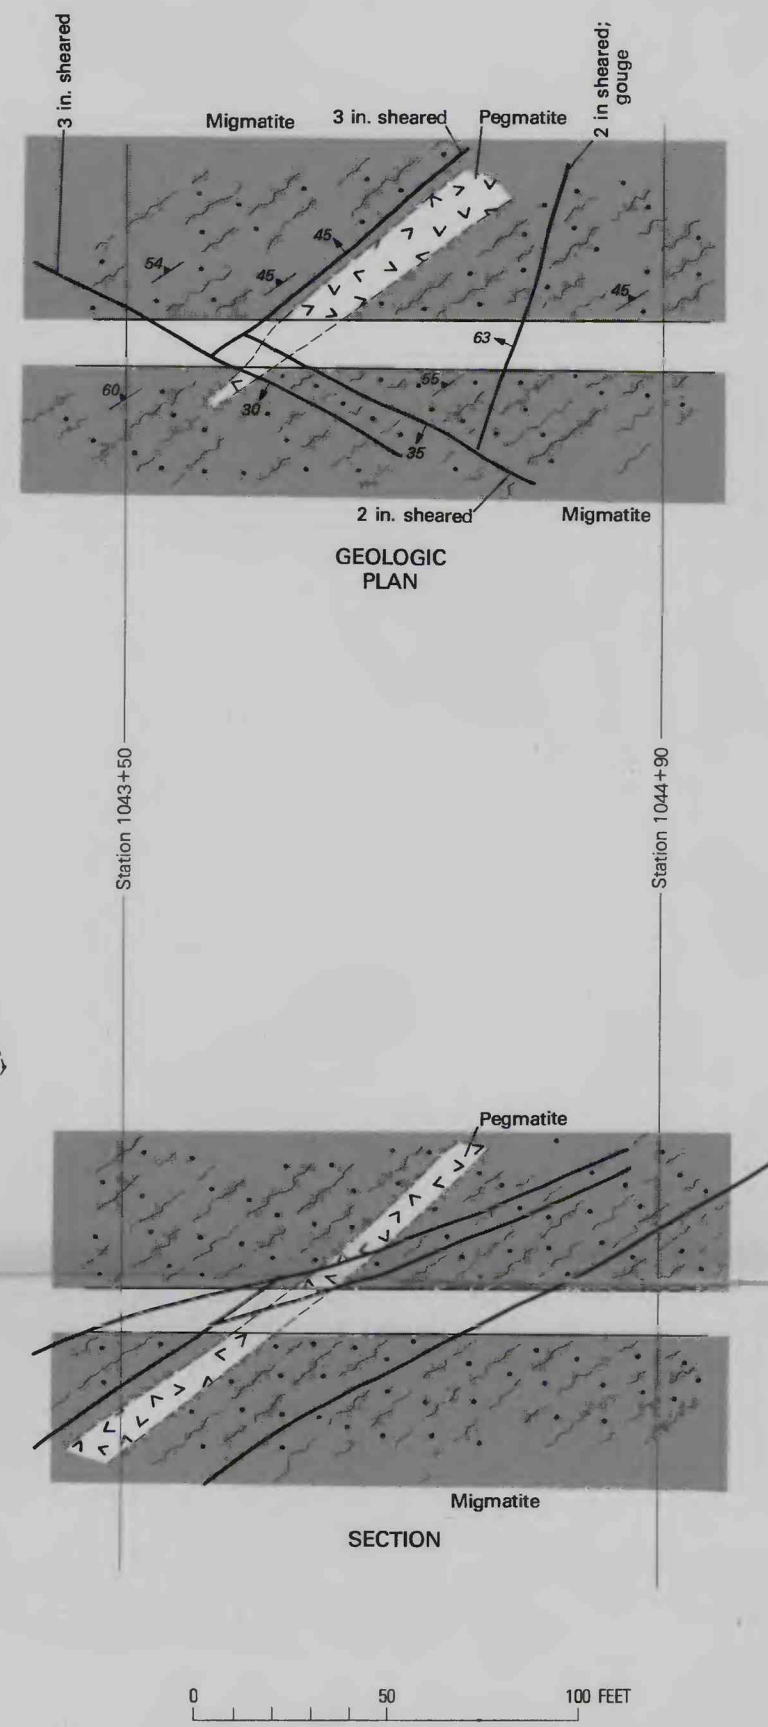 3 in. sheared
2 in sheared;
gouge
Migmatite
3 in. sheared
Pegmatite
45
54
45
45
63
60
55
30
35
2 in. sheared
Migmatite
GEOLOGIC
PLAN
Station 1043+50
Station 1044+90
Pegmatite
Migmatite
SECTION
0 50 100 FEET